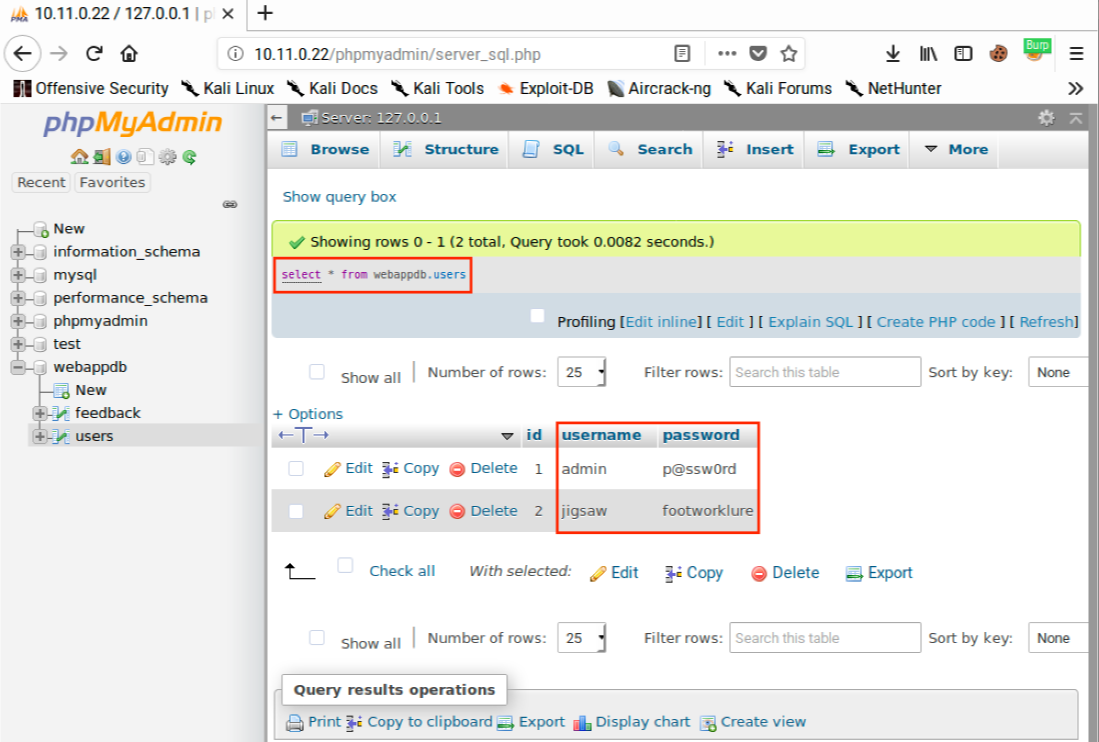 10.11.0.22 / 127.0.0.1 | p
10.11.0.22/phpmyadmin/server_sql.php
Burp
Offensive Security Kali Linux Kali Docs Kali Tools Exploit-DB Aircrack-ng Kali Forums NetHunter
phpMyAdmin
Recent Favorites
New
information_schema
mysql
performance_schema
phpmyadmin
test
webappdb
New
feedback
users
Server: 127.0.0.1
Browse Structure SQL Search Insert Export More
Show query box
Showing rows 0 - 1 (2 total, Query took 0.0082 seconds.)
select * from webappdb.users
Profiling [Edit inline] [ Edit ] [ Explain SQL ] [ Create PHP code ] [ Refresh]
Show all | Number of rows: 25 Filter rows: Search this table Sort by key: None
+ Options
←T→ id username password
Edit Copy Delete 1 admin p@ssw0rd
Edit Copy Delete 2 jigsaw footworklure
Check all With selected: Edit Copy Delete Export
Show all | Number of rows: 25 Filter rows: Search this table Sort by key: None
Query results operations
Print Copy to clipboard Export Display chart Create view